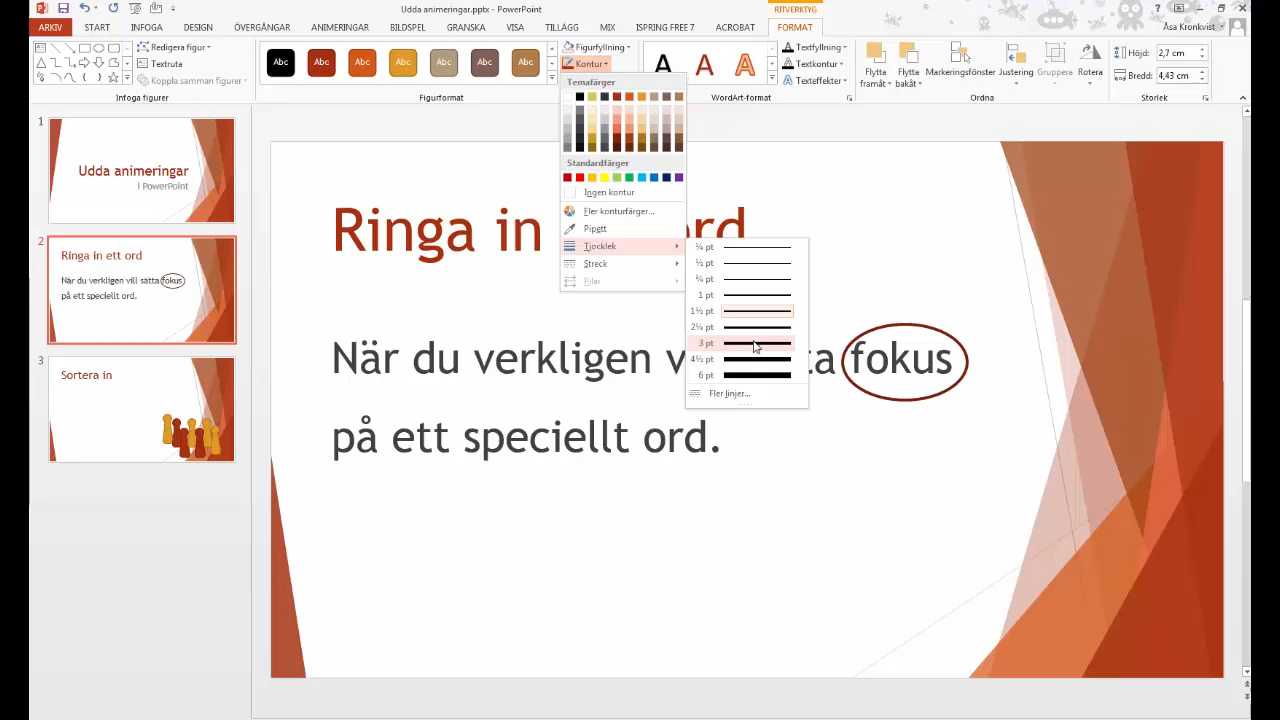 Udda animeringar.pptx - PowerPoint
RITVERKTYG
ARKIV
INFOGA
DESIGN
ÖVERGÅNGAR
ANIMERINGAR
BILDSPEL
GRANSKA
VISA
TILLÄGG
MIX
ISPRING FREE 7
ACROBAT
FORMAT
Åsa Kronkvist
Redigera figur
Textruta
Koppla samman figurer
Infoga figurer
Abc Abc Abc Abc Abc Abc Abc
Figurformat
Figurfyllning
Kontur
A A A
Textfyllning
Textkontur
Texteffekter
WordArt-format
Flytta framåt
Flytta bakåt
Markeringsfönster
Justering
Gruppera
Rotera
Ordna
Höjd: 2,7 cm
Bredd: 4,43 cm
Storlek
Temafärger
Standardfärger
Ingen kontur
Fler konturfärger...
Pipett
Tjocklek
Streck
Pilar
¼ pt
½ pt
¾ pt
1 pt
1½ pt
2¼ pt
3 pt
4½ pt
6 pt
Fler linjer...
1
Udda animeringar
i PowerPoint
2
Ringa in ett ord
När du verkligen vill sätta fokus
på ett speciellt ord.
3
Sortera in
Ringa in
När du verkligen fokus
på ett speciellt ord.